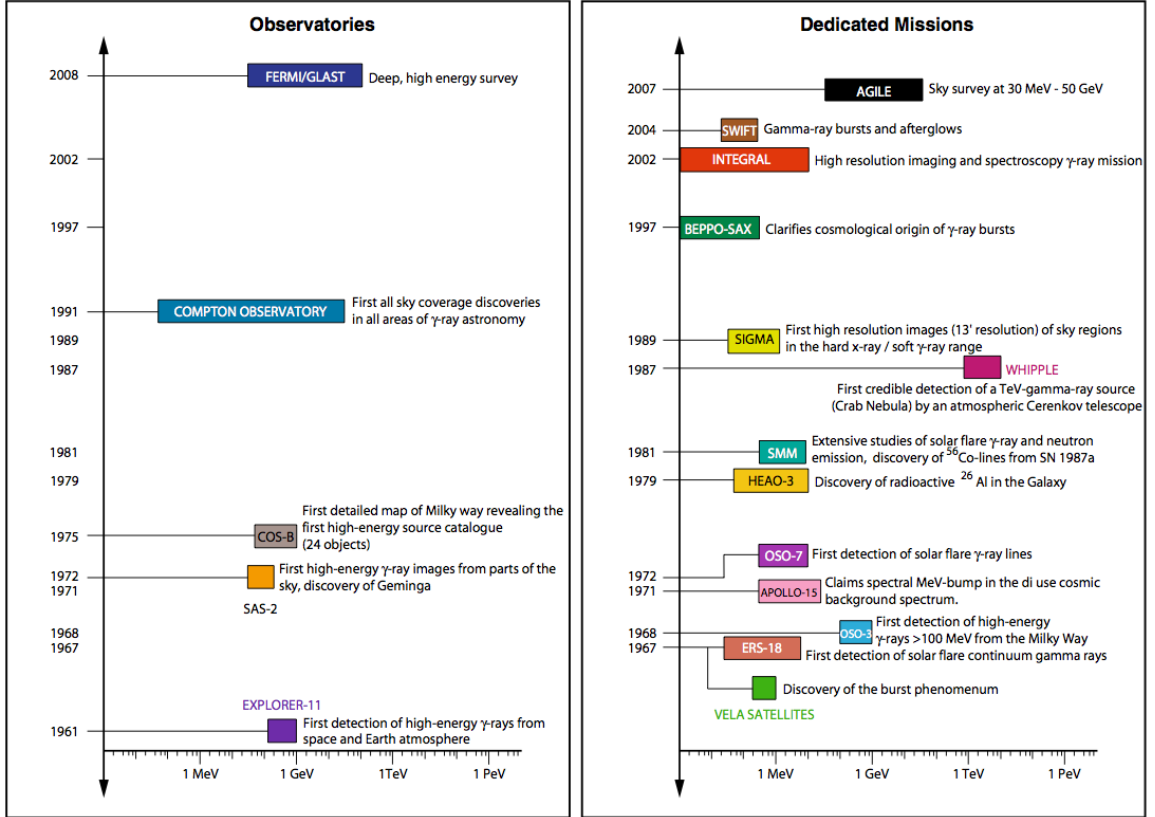 Observatories
2008
FERMI/GLAST
Deep, high energy survey
2002
1997
1991
COMPTON OBSERVATORY
First all sky coverage discoveries
in all areas of γ-ray astronomy
1989
1987
1981
1979
1975
COS-B
First detailed map of Milky way revealing the
first high-energy source catalogue
(24 objects)
1972
1971
First high-energy γ-ray images from parts of the
sky, discovery of Geminga
SAS-2
1968
1967
EXPLORER-11
1961
First detection of high-energy γ-rays from
space and Earth atmosphere
1 MeV
1 GeV
1TeV
1 PeV
Dedicated Missions
2007
AGILE
Sky survey at 30 MeV - 50 GeV
2004
SWIFT
Gamma-ray bursts and afterglows
2002
INTEGRAL
High resolution imaging and spectroscopy γ-ray mission
1997
BEPPO-SAX
Clarifies cosmological origin of γ-ray bursts
1989
SIGMA
First high resolution images (13' resolution) of sky regions
in the hard x-ray / soft γ-ray range
1987
WHIPPLE
First credible detection of a TeV-gamma-ray source
(Crab Nebula) by an atmospheric Cerenkov telescope
1981
SMM
Extensive studies of solar flare γ-ray and neutron
emission, discovery of ⁵⁶Co-lines from SN 1987a
1979
HEAO-3
Discovery of radioactive ²⁶ Al in the Galaxy
OSO-7
First detection of solar flare γ-ray lines
1972
1971
APOLLO-15
Claims spectral MeV-bump in the di use cosmic
background spectrum.
1968
OSO-3
First detection of high-energy
γ-rays >100 MeV from the Milky Way
1967
ERS-18
First detection of solar flare continuum gamma rays
Discovery of the burst phenomenum
VELA SATELLITES
1 MeV
1 GeV
1 TeV
1 PeV